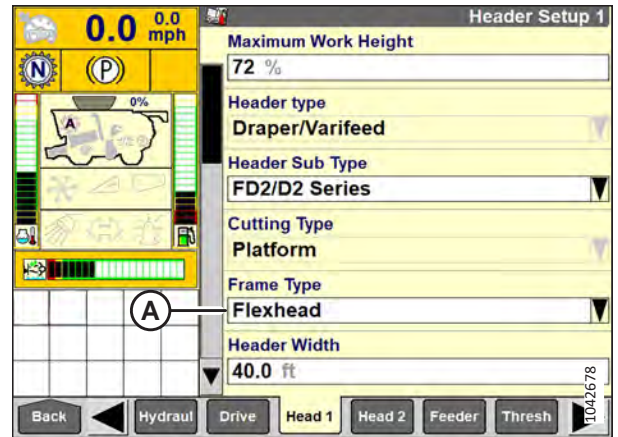 0.0
0.0
mph
Header Setup 1
N
(P)
0%
A
Maximum Work Height
72 %
Header type
Draper/Varifeed
Header Sub Type
FD2/D2 Series
Cutting Type
Platform
Frame Type
A
Flexhead
Header Width
40.0 ft
1042678
Back
Hydraul
Drive
Head 1
Head 2
Feeder
Thresh